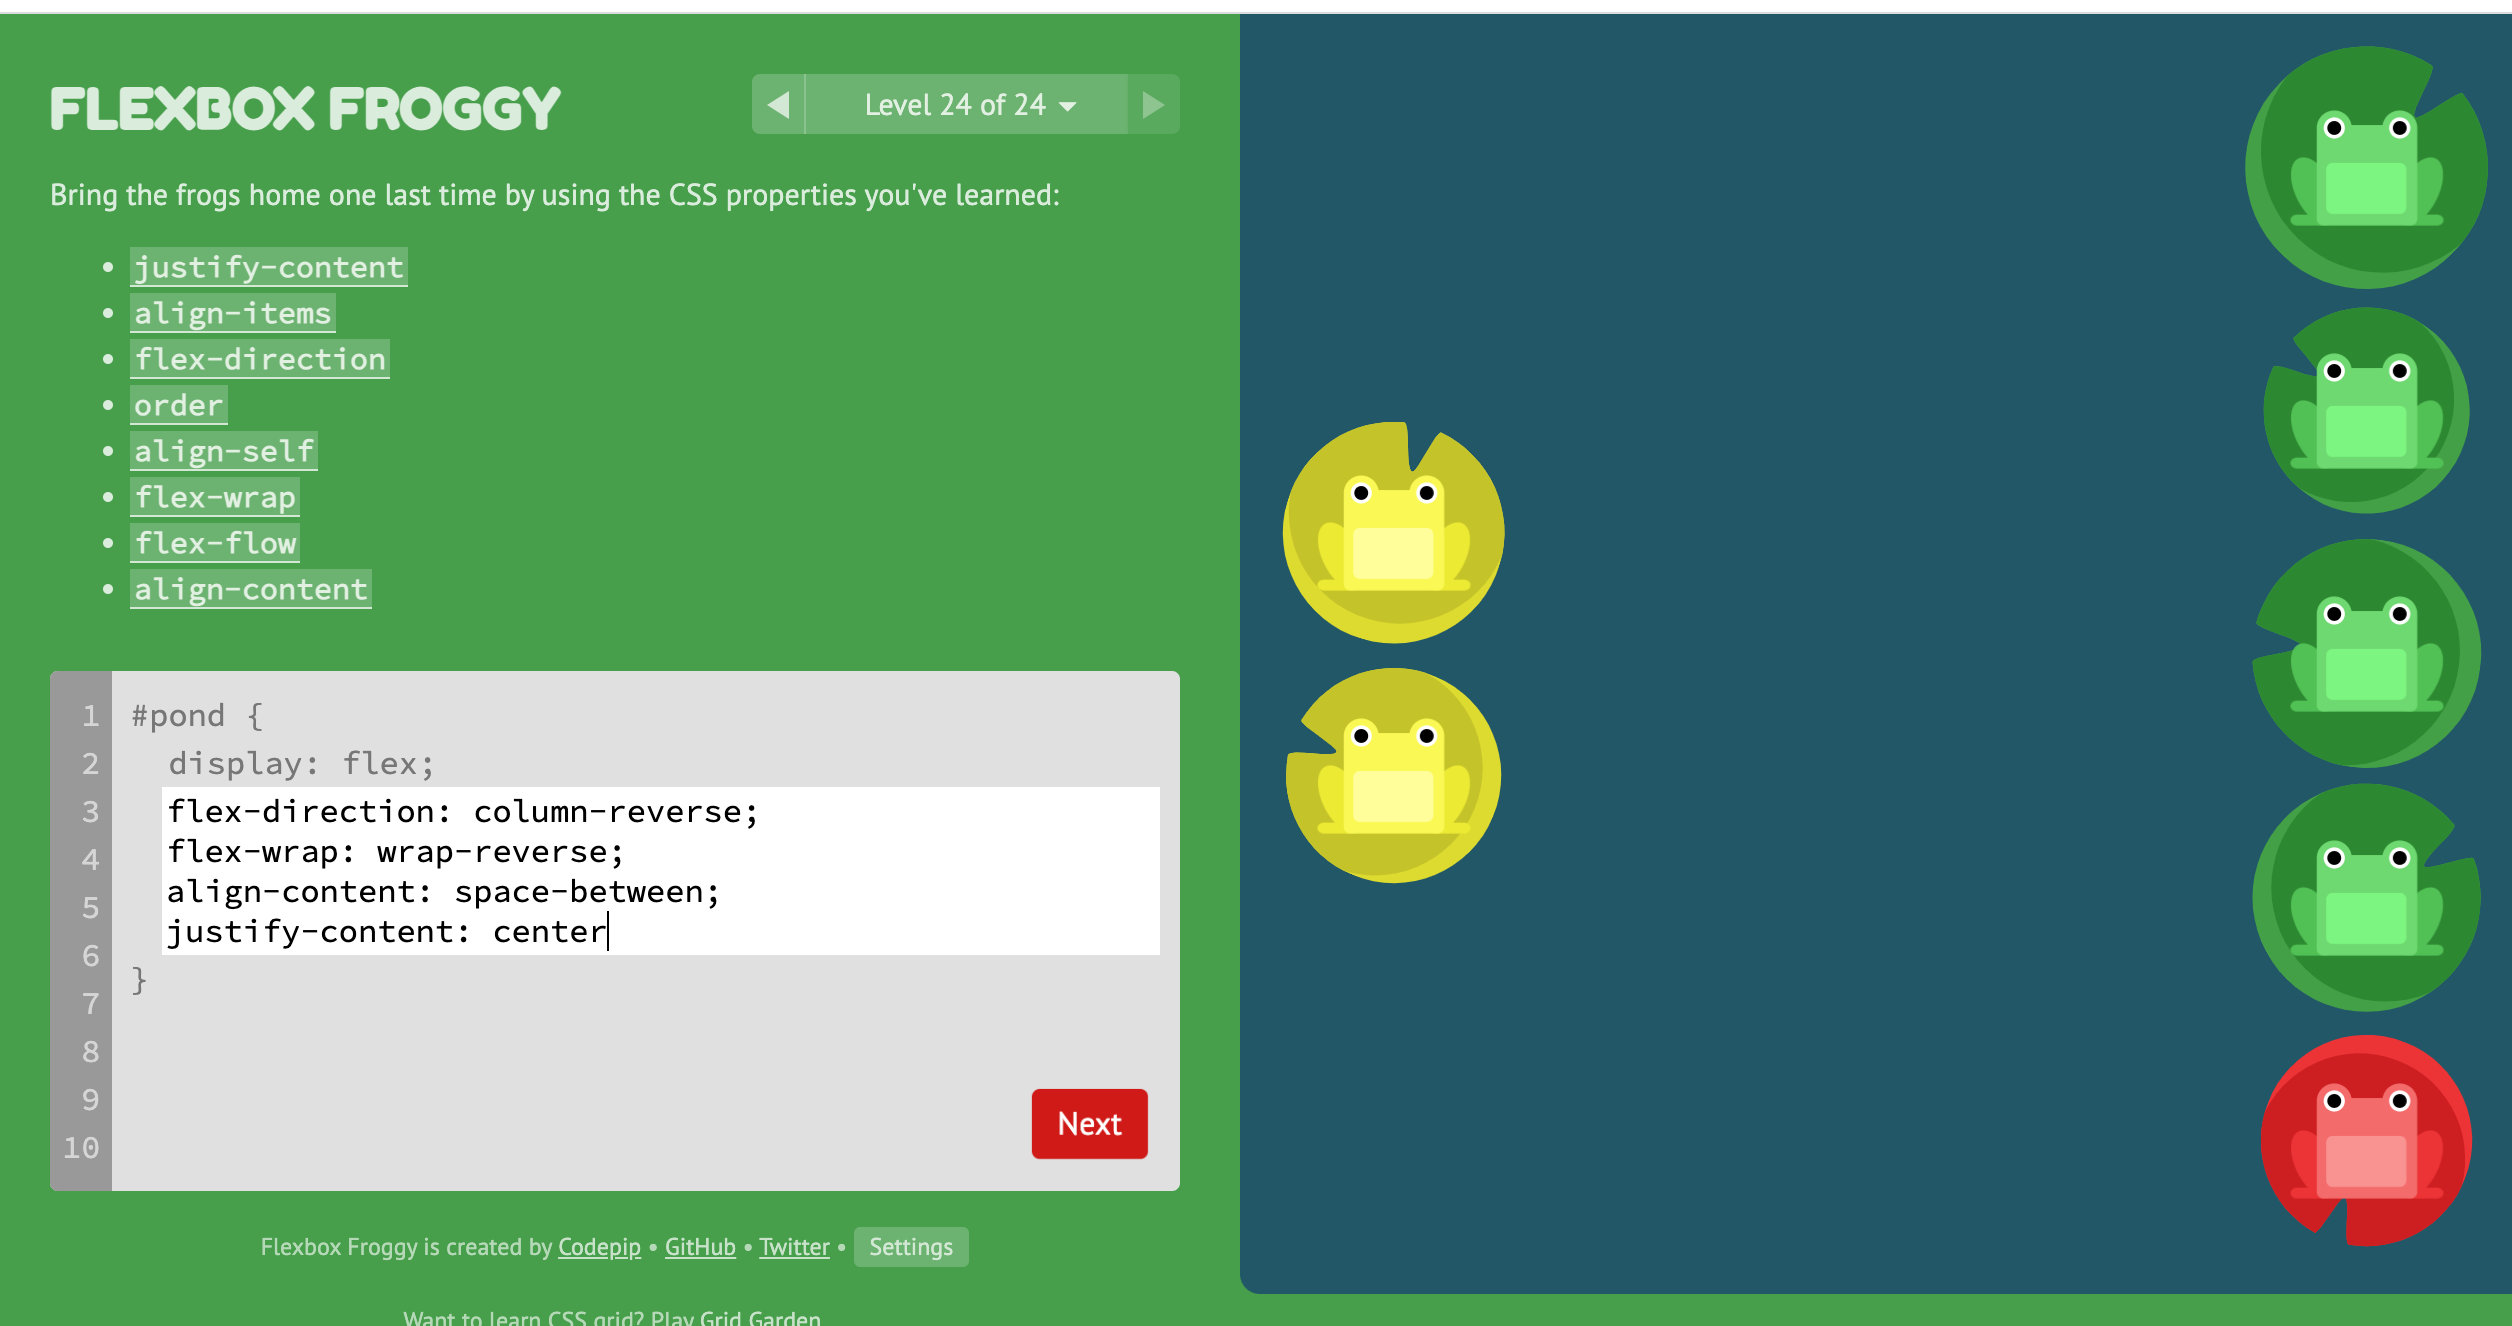 FLEXBOX FROGGY
Level 24 of 24
Bring the frogs home one last time by using the CSS properties you've learned:
• justify-content
• align-items
• flex-direction
• order
• align-self
• flex-wrap
• flex-flow
• align-content
1 #pond {
2 display: flex;
3 flex-direction: column-reverse;
4 flex-wrap: wrap-reverse;
5 align-content: space-between;
6 justify-content: center
7 }
8
9
10
Next
Flexbox Froggy is created by Codepip • GitHub • Twitter • Settings
Want to learn CSS grid? Play Grid Garden